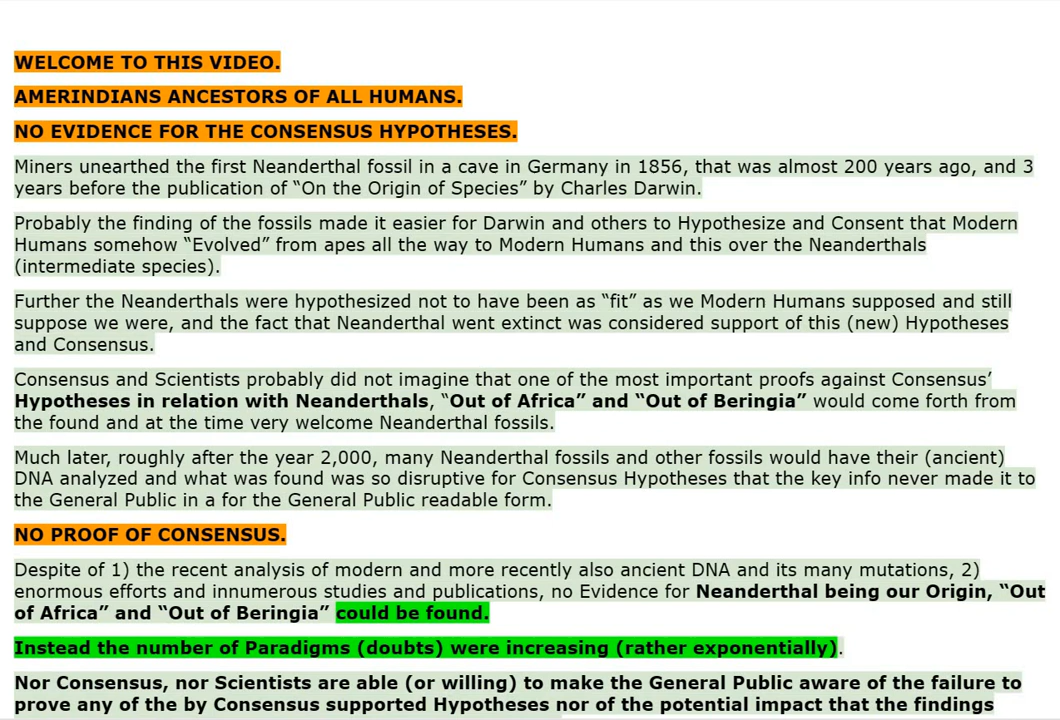 WELCOME TO THIS VIDEO.
AMERINDIANS ANCESTORS OF ALL HUMANS.
NO EVIDENCE FOR THE CONSENSUS HYPOTHESES.
Miners unearthed the first Neanderthal fossil in a cave in Germany in 1856, that was almost 200 years ago, and 3
years before the publication of “On the Origin of Species” by Charles Darwin.
Probably the finding of the fossils made it easier for Darwin and others to Hypothesize and Consent that Modern
Humans somehow “Evolved” from apes all the way to Modern Humans and this over the Neanderthals
(intermediate species).
Further the Neanderthals were hypothesized not to have been as “fit” as we Modern Humans supposed and still
suppose we were, and the fact that Neanderthal went extinct was considered support of this (new) Hypotheses
and Consensus.
Consensus and Scientists probably did not imagine that one of the most important proofs against Consensus’
Hypotheses in relation with Neanderthals, “Out of Africa” and “Out of Beringia” would come forth from
the found and at the time very welcome Neanderthal fossils.
Much later, roughly after the year 2,000, many Neanderthal fossils and other fossils would have their (ancient)
DNA analyzed and what was found was so disruptive for Consensus Hypotheses that the key info never made it to
the General Public in a for the General Public readable form.
NO PROOF OF CONSENSUS.
Despite of 1) the recent analysis of modern and more recently also ancient DNA and its many mutations, 2)
enormous efforts and innumerous studies and publications, no Evidence for Neanderthal being our Origin, “Out
of Africa” and “Out of Beringia” could be found.
Instead the number of Paradigms (doubts) were increasing (rather exponentially).
Nor Consensus, nor Scientists are able (or willing) to make the General Public aware of the failure to
prove any of the by Consensus supported Hypotheses nor of the potential impact that the findings